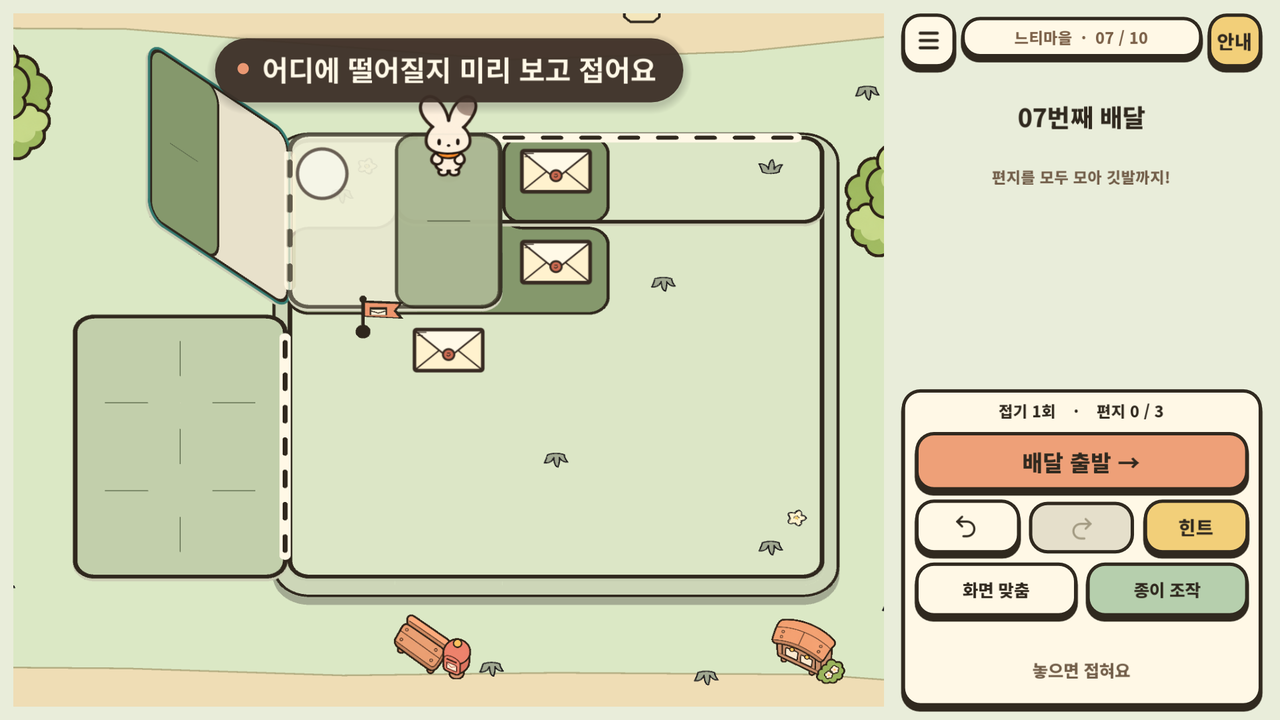 어디에 떨어질지 미리 보고 접어요
느티마을 · 07 / 10
안내
07번째 배달
편지를 모두 모아 깃발까지!
접기 1회 · 편지 0 / 3
배달 출발 →
힌트
화면 맞춤
종이 조작
놓으면 접혀요